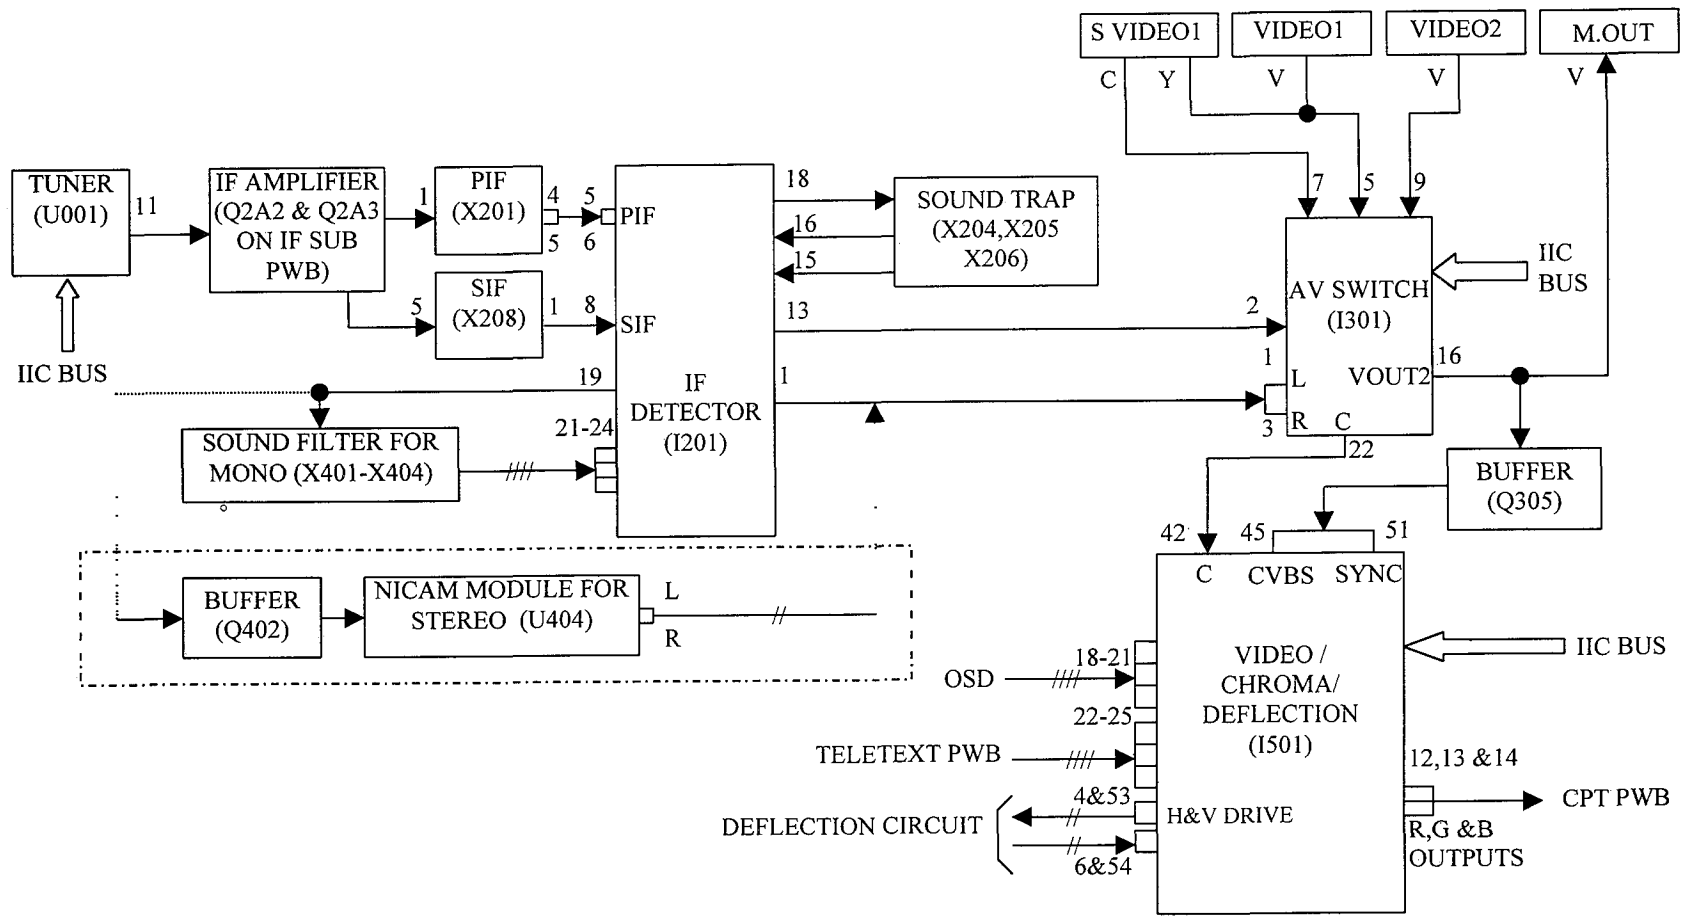 S VIDEO1
VIDEO1
VIDEO2
M.OUT
C
Y
V
V
V
TUNER
(U001)
11
IIC BUS
IF AMPLIFIER
(Q2A2 & Q2A3
ON IF SUB
PWB)
1
PIF
(X201)
4
5
5
6
PIF
5
SIF
(X208)
1
8
SIF
18
16
15
SOUND TRAP
(X204,X205
X206)
13
2
7
5
9
AV SWITCH
(I301)
IIC
BUS
1
L
VOUT2
16
3
R
C
22
19
IF
DETECTOR
(I201)
1
21-24
SOUND FILTER FOR
MONO (X401-X404)
BUFFER
(Q305)
42
45
51
C
CVBS
SYNC
BUFFER
(Q402)
NICAM MODULE FOR
STEREO (U404)
L
R
VIDEO /
CHROMA/
DEFLECTION
(I501)
IIC BUS
18-21
OSD
22-25
TELETEXT PWB
4&53
H&V DRIVE
DEFLECTION CIRCUIT
6&54
12,13 &14
CPT PWB
R,G &B
OUTPUTS